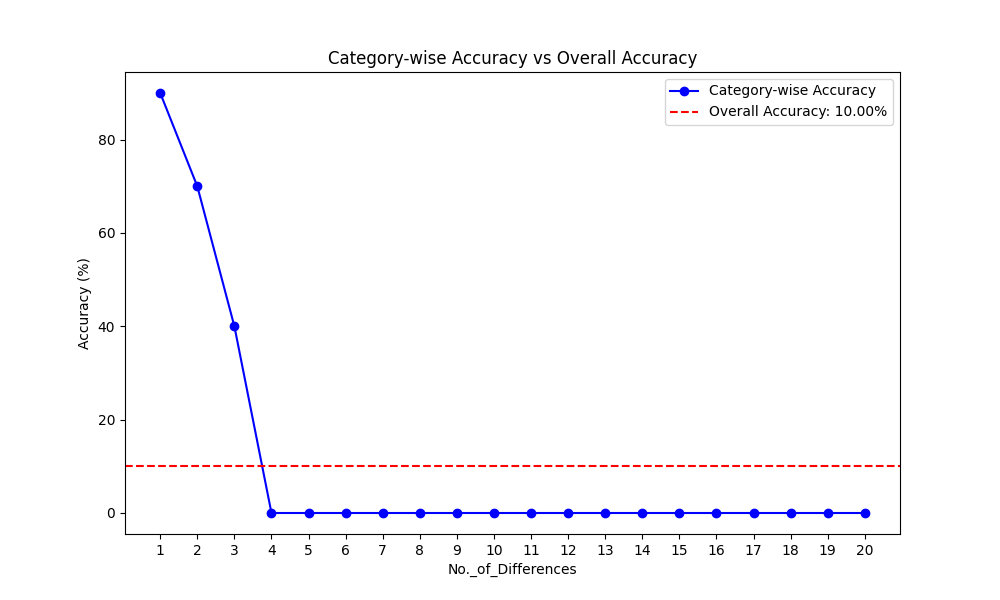 Category-wise Accuracy vs Overall Accuracy
Category-wise Accuracy
Overall Accuracy: 10.00%
Accuracy (%)
80
60
40
20
0
1 2 3 4 5 6 7 8 9 10 11 12 13 14 15 16 17 18 19 20
No._of_Differences